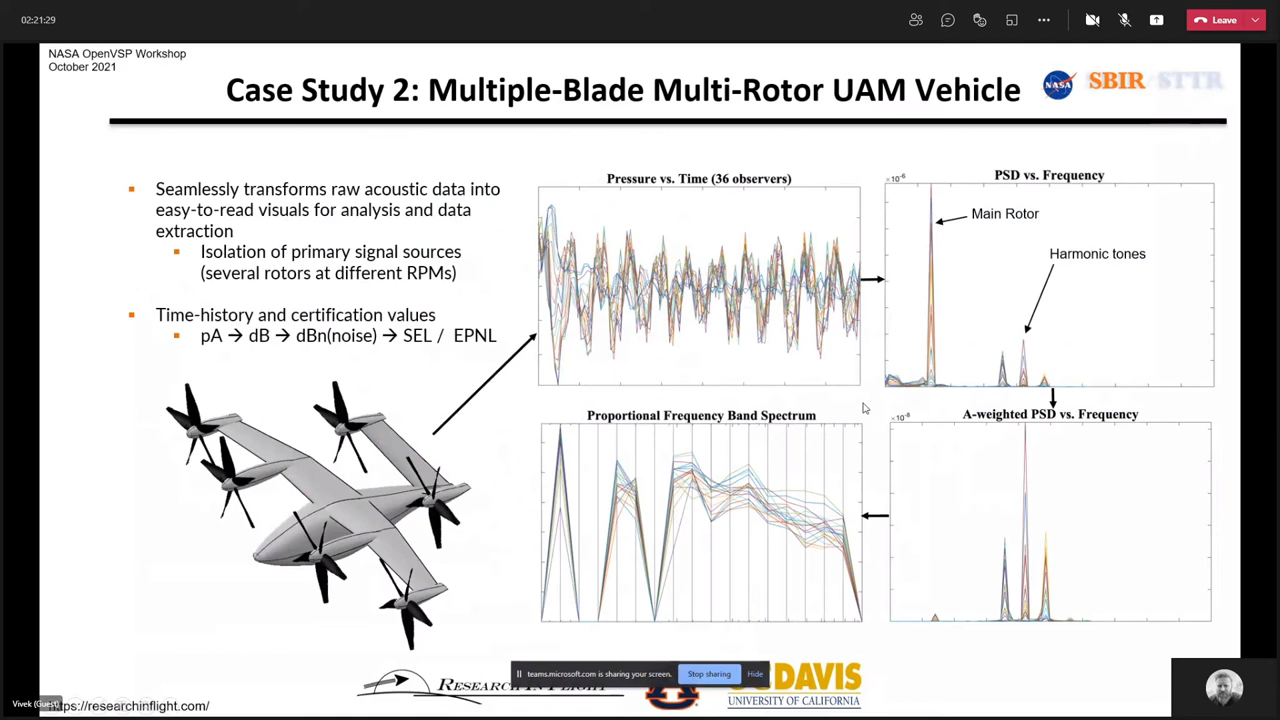 02:21:29
Leave
NASA OpenVSP Workshop
October 2021
Case Study 2: Multiple-Blade Multi-Rotor UAM Vehicle
NASA
SBIR STTR
Seamlessly transforms raw acoustic data into
easy-to-read visuals for analysis and data
extraction
Isolation of primary signal sources
(several rotors at different RPMs)
Time-history and certification values
pA → dB → dBn(noise) → SEL / EPNL
Pressure vs. Time (36 observers)
PSD vs. Frequency
Main Rotor
Harmonic tones
Proportional Frequency Band Spectrum
A-weighted PSD vs. Frequency
teams.microsoft.com is sharing your screen.
Stop sharing
Hide
DAVIS
UNIVERSITY OF CALIFORNIA
Vivek (Guest)
https://researchinflight.com/